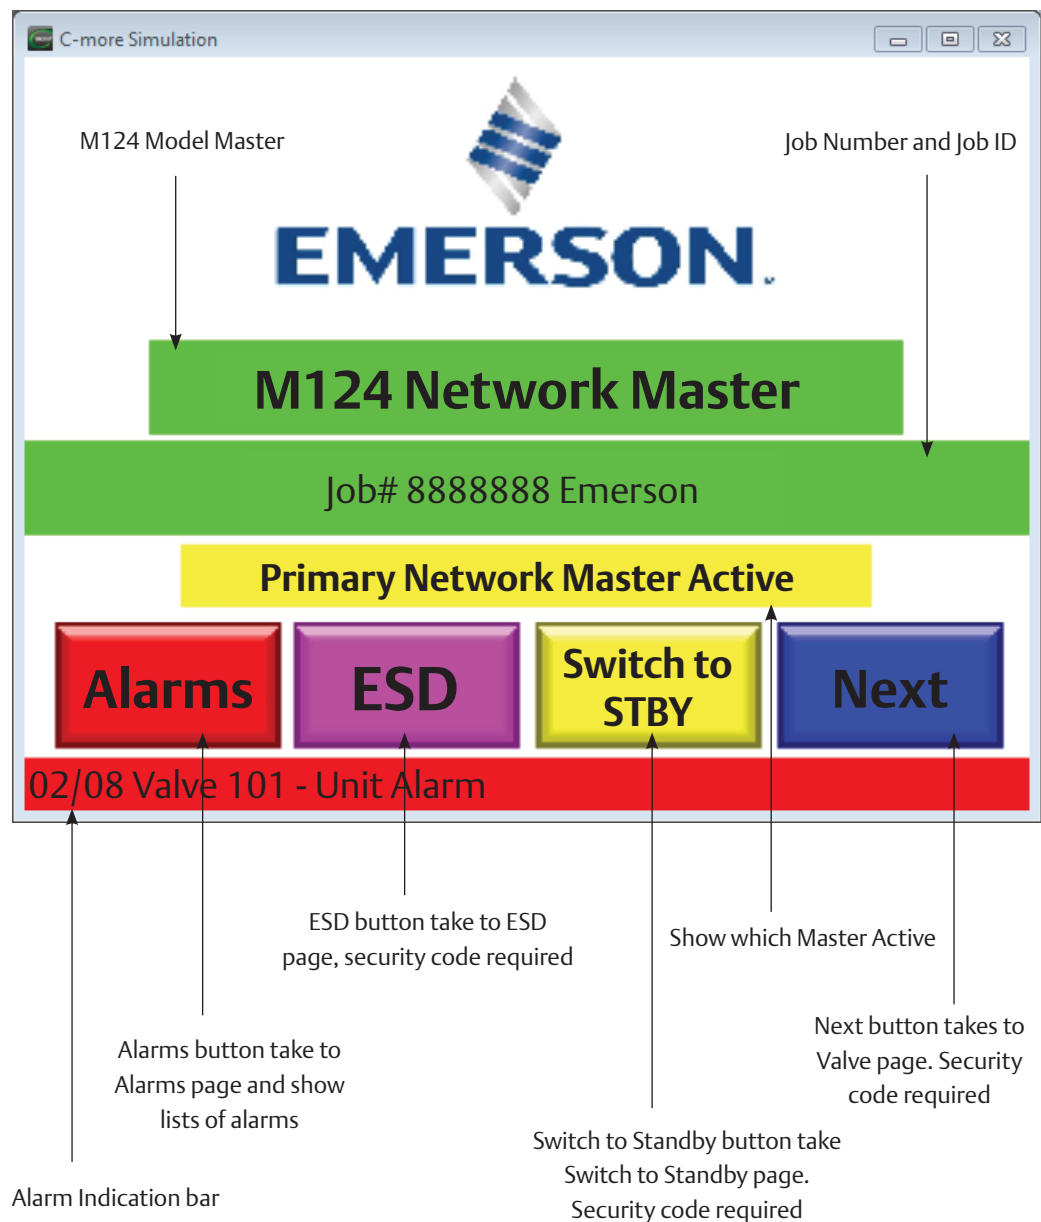 C-more Simulation
M124 Model Master
Job Number and Job ID
EMERSON
M124 Network Master
Job# 8888888 Emerson
Primary Network Master Active
Alarms
ESD
Switch to
STBY
Next
02/08 Valve 101 - Unit Alarm
ESD button take to ESD
page, security code required
Show which Master Active
Alarms button take to
Alarms page and show
lists of alarms
Next button takes to
Valve page. Security
code required
Switch to Standby button take
Switch to Standby page.
Security code required
Alarm Indication bar